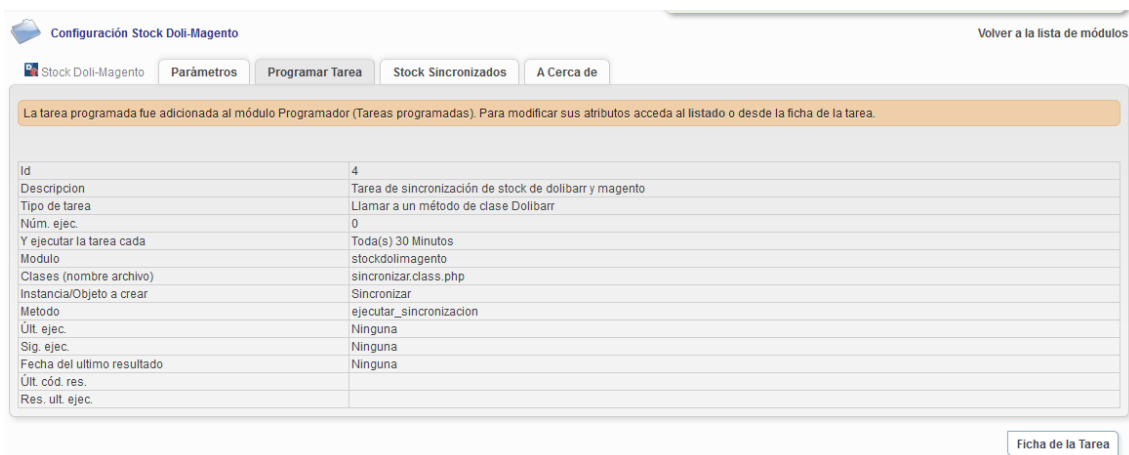 Configuración Stock Doli-Magento
Volver a la lista de módulos
Stock Doli-Magento Parámetros Programar Tarea Stock Sincronizados A Cerca de
La tarea programada fue adicionada al módulo Programador (Tareas programadas). Para modificar sus atributos acceda al listado o desde la ficha de la tarea.
Id 4
Descripcion Tarea de sincronización de stock de dolibarr y magento
Tipo de tarea Llamar a un método de clase Dolibarr
Núm. ejec. 0
Y ejecutar la tarea cada Toda(s) 30 Minutos
Modulo stockdolimagento
Clases (nombre archivo) sincronizar.class.php
Instancia/Objeto a crear Sincronizar
Metodo ejecutar_sincronizacion
Últ. ejec. Ninguna
Sig. ejec. Ninguna
Fecha del ultimo resultado Ninguna
Últ. cód. res.
Res. ult. ejec.
Ficha de la Tarea